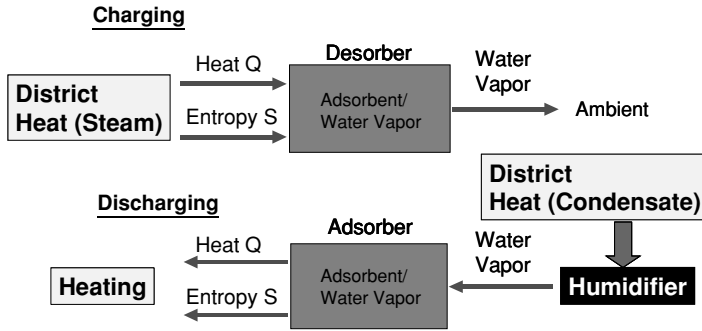 Charging
Heat Q
Desorber
Water
Vapor
District
Heat (Steam)
Adsorbent/
Water Vapor
Ambient
Entropy S
District
Heat (Condensate)
Discharging
Heat Q
Adsorber
Water
Vapor
Heating
Adsorbent/
Water Vapor
Humidifier
Entropy S